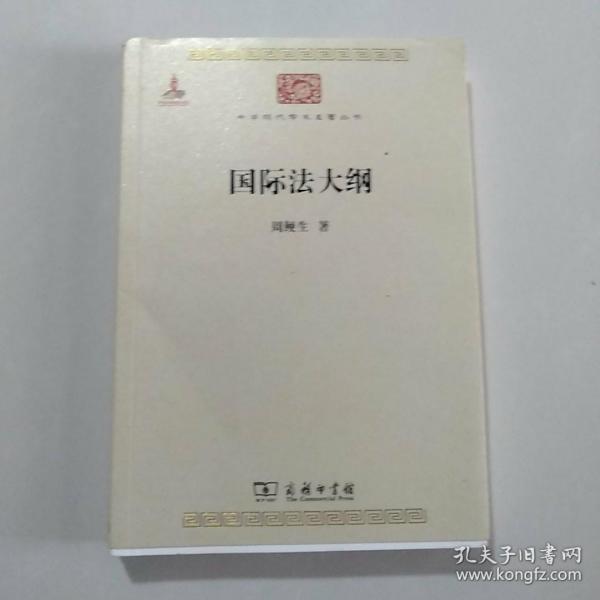 中华现代学术名著丛书
国际法大纲
周鲠生 著
商务印书馆
The Commercial Press
孔夫子旧书网
www.kongfz.com